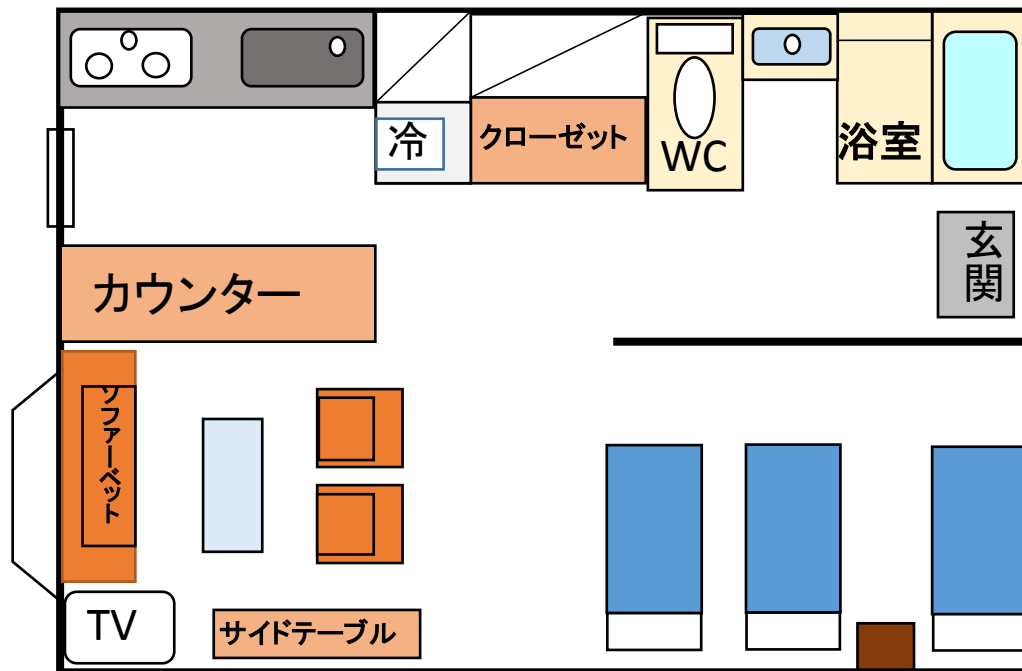 冷
クローゼット
WC
浴室
玄
関
カウンター
ソファーベット
TV
サイドテーブル